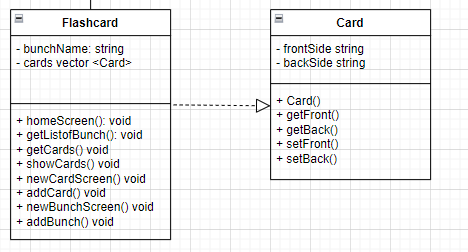 Flashcard
- bunchName: string
- cards vector <Card>
+ homeScreen(): void
+ getListofBunch(): void
+ getCards() void
+ showCards() void
+ newCardScreen() void
+ addCard() void
+ newBunchScreen() void
+ addBunch() void
Card
- frontSide string
- backSide string
+ Card()
+ getFront()
+ getBack()
+ setFront()
+ setBack()